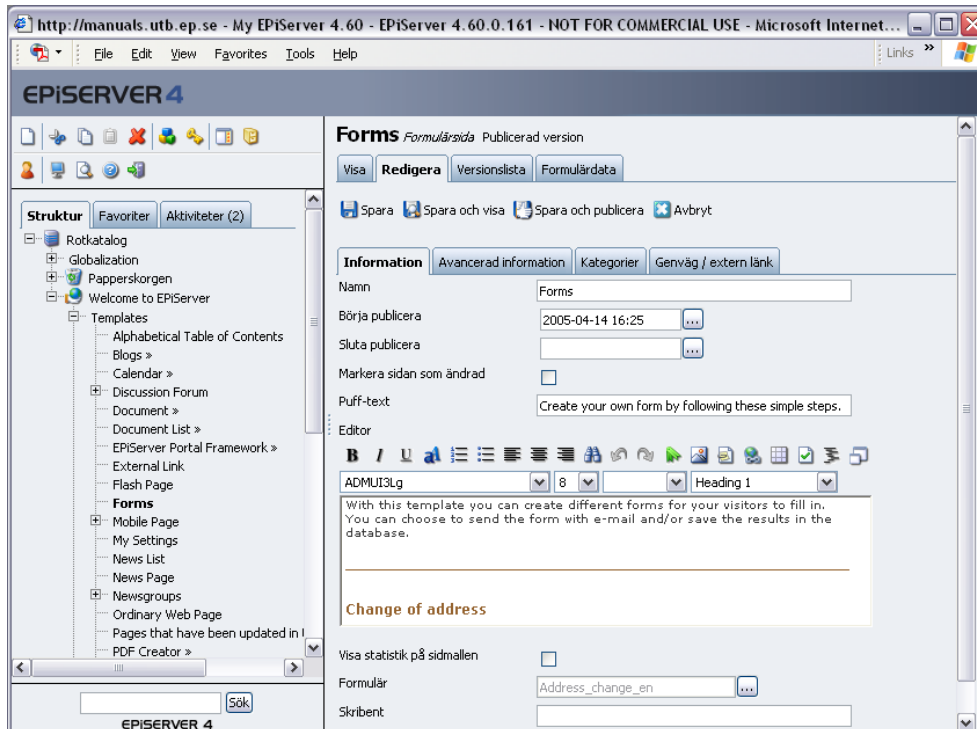 http://manuals.utb.ep.se - My EPiServer 4.60 - EPiServer 4.60.0.161 - NOT FOR COMMERCIAL USE - Microsoft Internet...
File Edit View Favorites Tools Help Links »
EPiSERVER 4
Struktur Favoriter Aktiviteter (2)
Rotkatalog
Globalization
Papperskorgen
Welcome to EPiServer
Templates
Alphabetical Table of Contents
Blogs »
Calendar »
Discussion Forum
Document »
Document List »
EPiServer Portal Framework »
External Link
Flash Page
Forms
Mobile Page
My Settings
News List
News Page
Newsgroups
Ordinary Web Page
Pages that have been updated in
PDF Creator »
Sök
EPiSERVER 4
Forms Formulärsida Publicerad version
Visa Redigera Versionslista Formulärdata
Spara Spara och visa Spara och publicera Avbryt
Information Avancerad information Kategorier Genväg / extern länk
Namn Forms
Börja publicera 2005-04-14 16:25 ...
Sluta publicera ...
Markera sidan som ändrad
Puff-text Create your own form by following these simple steps.
Editor
B I U a
ADMUI3Lg 8 Heading 1
With this template you can create different forms for your visitors to fill in.
You can choose to send the form with e-mail and/or save the results in the
database.
Change of address
Visa statistik på sidmallen
Formulär Address_change_en ...
Skribent